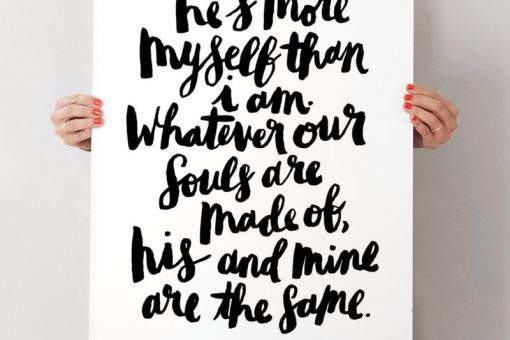 he's more
myself than
i am.
Whatever our
souls are
made of,
his and mine
are the same.